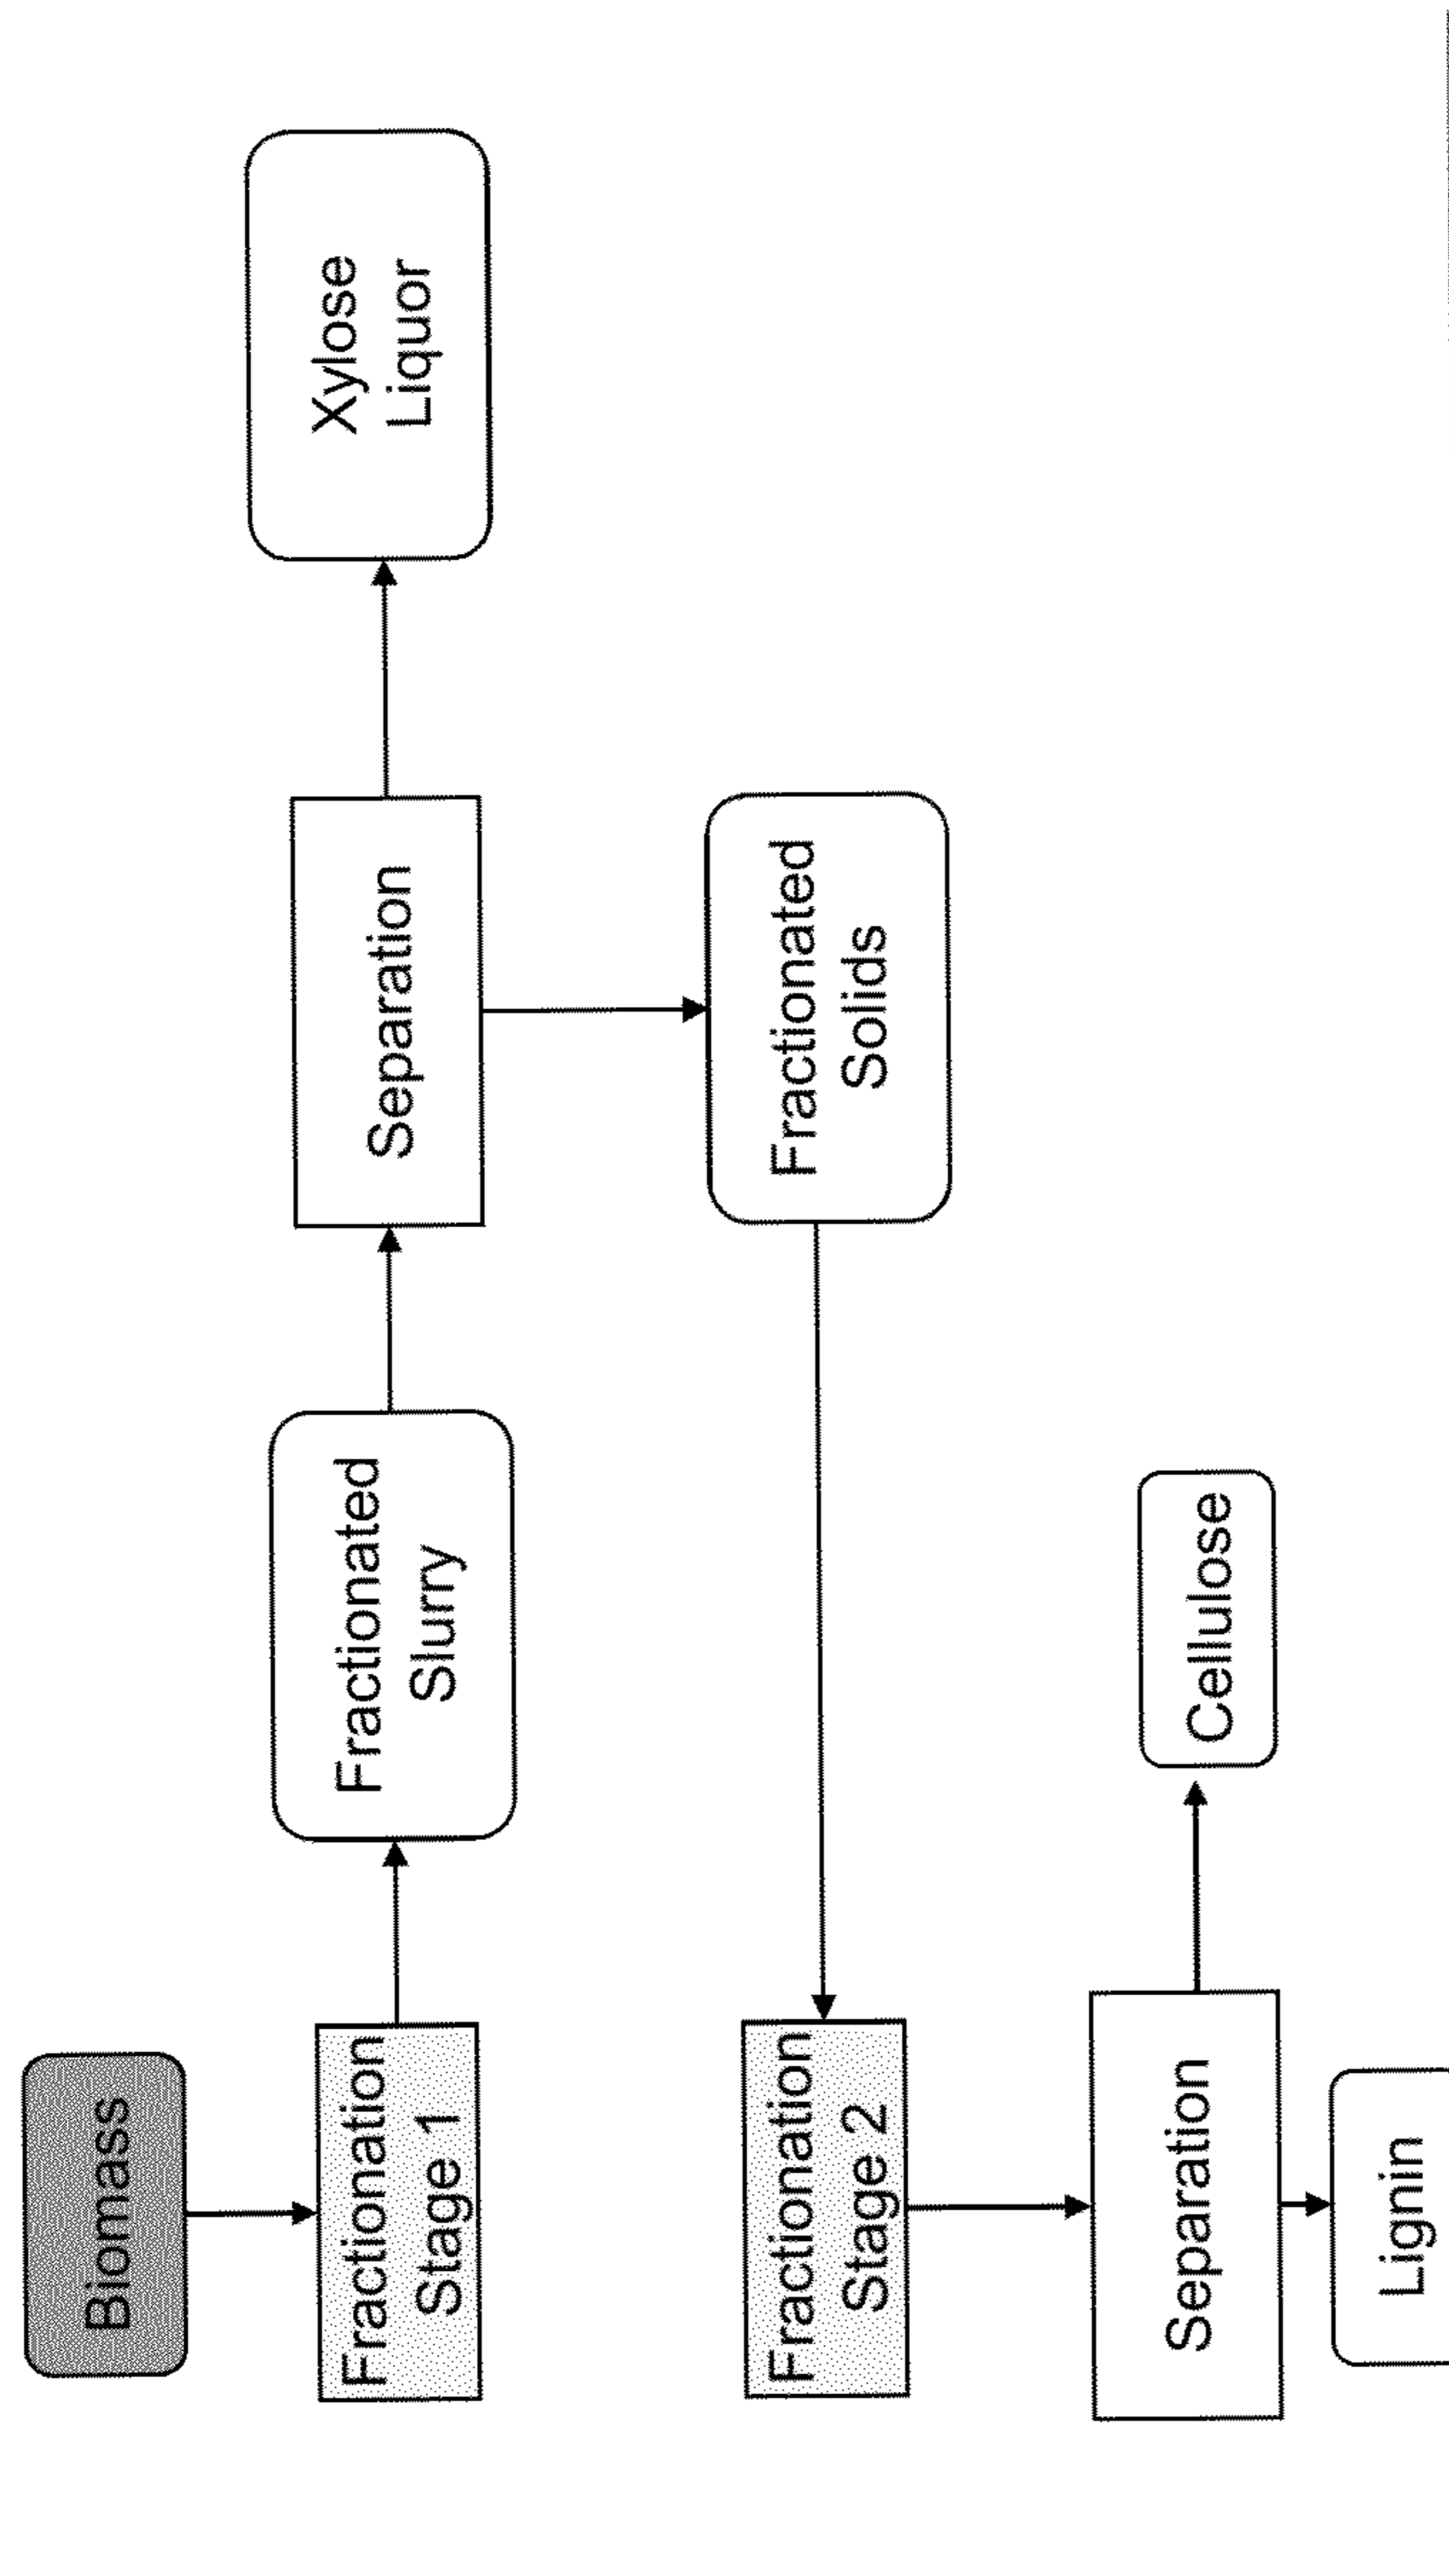 Biomass
Fractionation
Stage 1
Fractionated
Slurry
Separation
Xylose
Liquor
Fractionated
Solids
Fractionation
Stage 2
Separation
Cellulose
Lignin